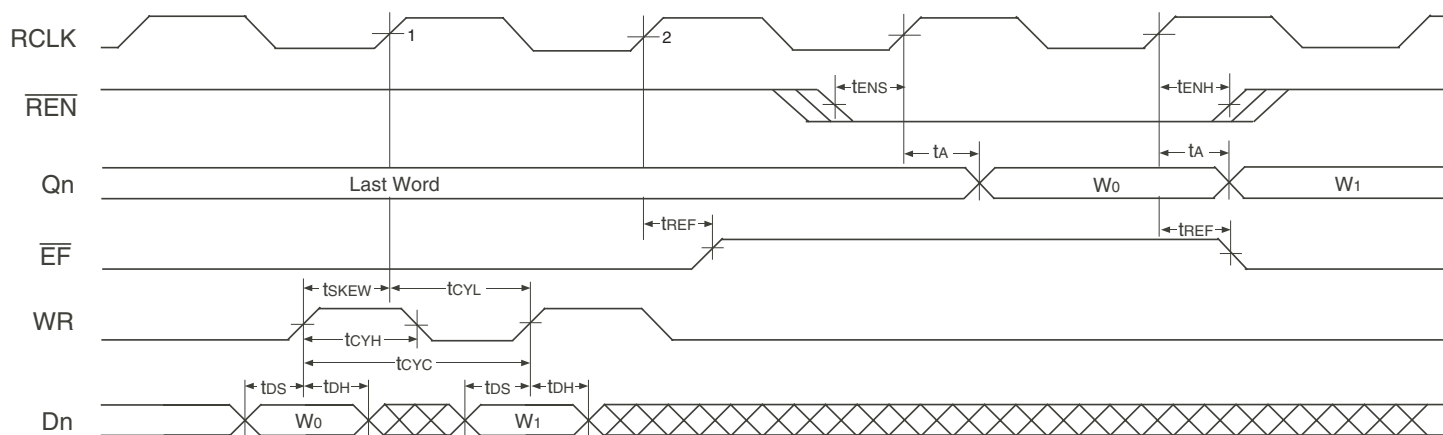 RCLK 1 2
REN tENS tENH
tA tA
Qn Last Word W0 W1
tREF tREF
EF
tSKEW tCYL
WR
tCYH
tCYC
tDS tDH tDS tDH
Dn W0 W1